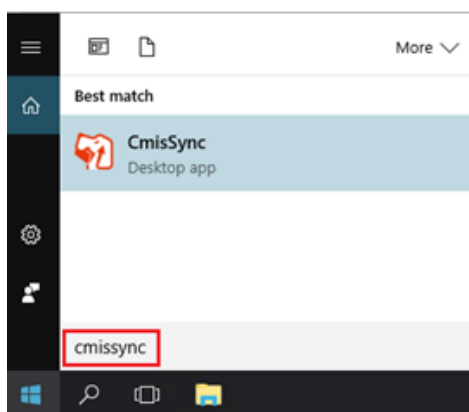 More
Best match
CmisSync
Desktop app
cmissync